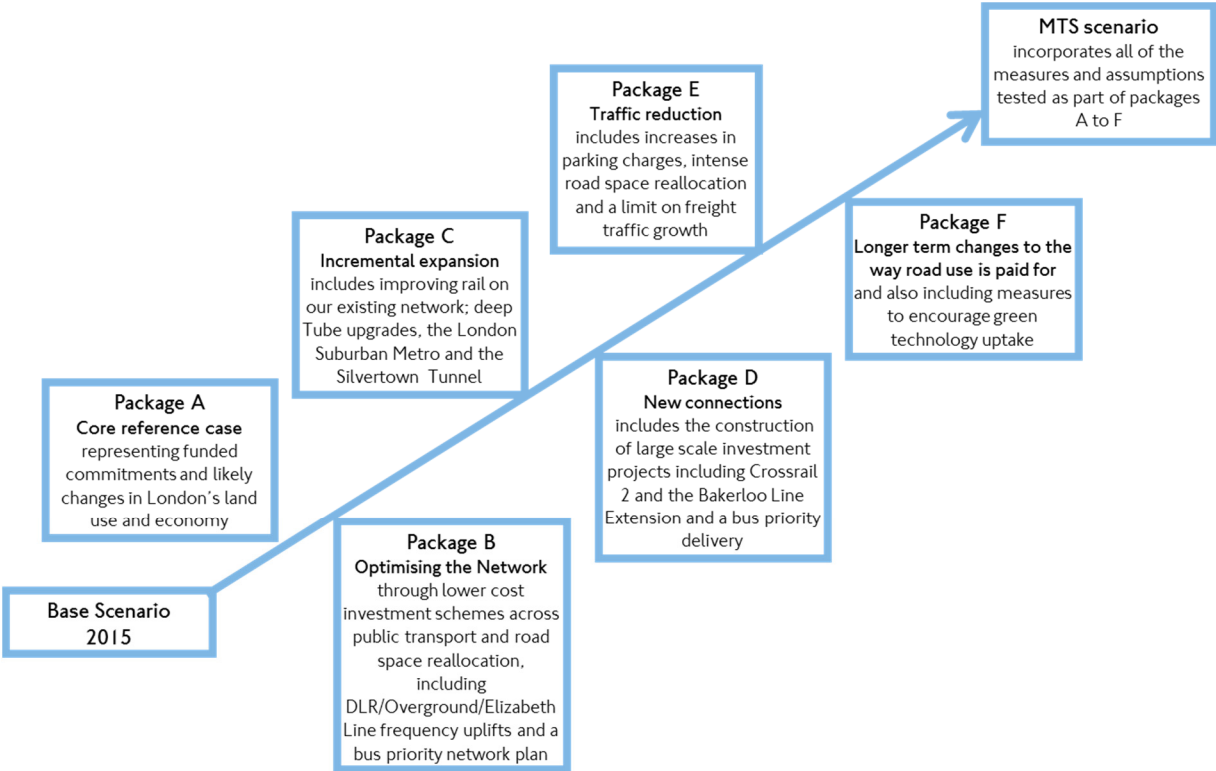 MTS scenario
incorporates all of the
measures and assumptions
tested as part of packages
A to F
Package E
Traffic reduction
includes increases in
parking charges, intense
road space reallocation
and a limit on freight
traffic growth
Package C
Incremental expansion
includes improving rail on
our existing network; deep
Tube upgrades, the London
Suburban Metro and the
Silvertown Tunnel
Package F
Longer term changes to the
way road use is paid for
and also including measures
to encourage green
technology uptake
Package A
Core reference case
representing funded
commitments and likely
changes in London's land
use and economy
Package D
New connections
includes the construction
of large scale investment
projects including Crossrail
2 and the Bakerloo Line
Extension and a bus priority
delivery
Package B
Optimising the Network
through lower cost
investment schemes across
public transport and road
space reallocation,
including
DLR/Overground/Elizabeth
Line frequency uplifts and a
bus priority network plan
Base Scenario
2015